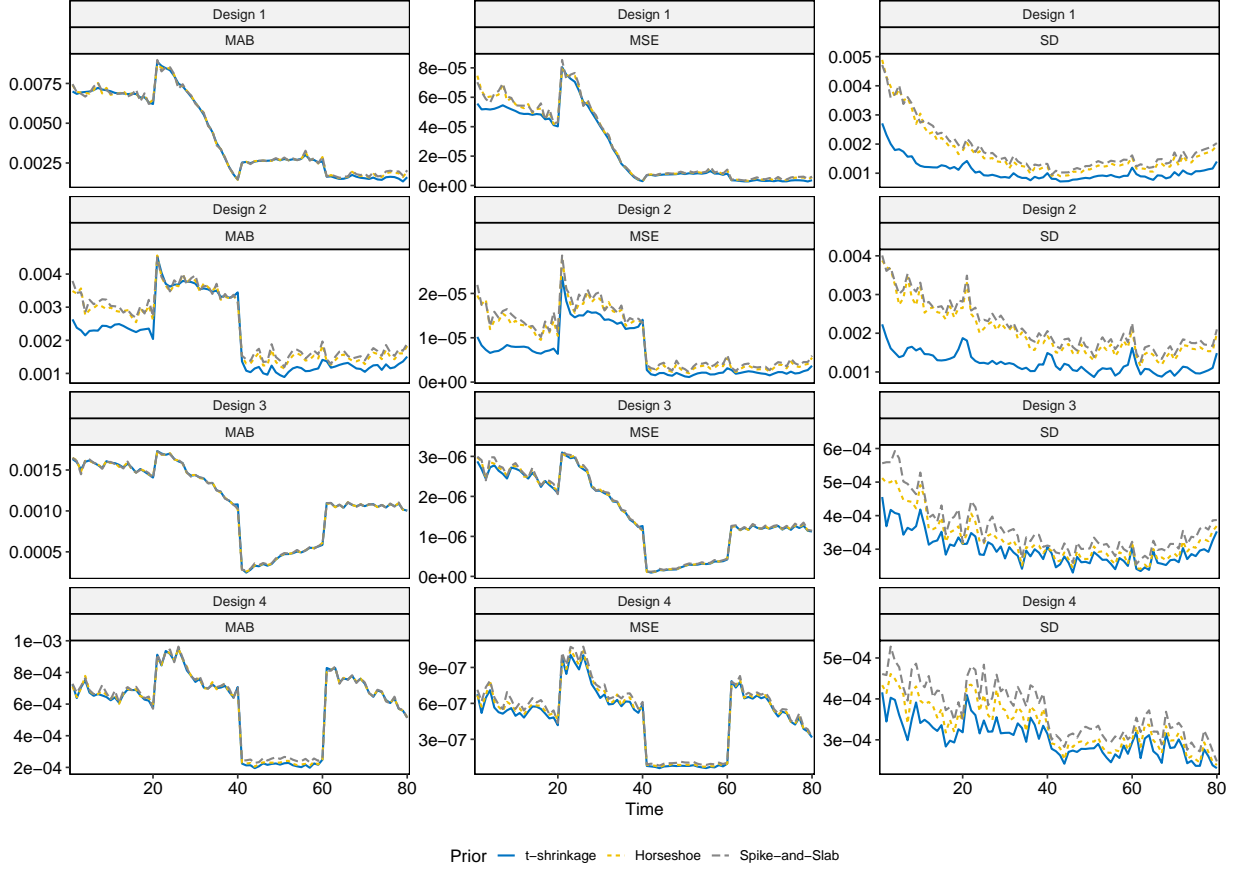 Design 1 Design 1 Design 1
MAB MSE SD
0.0075
0.0050
0.0025
8e−05
6e−05
4e−05
2e−05
0e+00
0.005
0.004
0.003
0.002
0.001
Design 2 Design 2 Design 2
MAB MSE SD
0.004
0.003
0.002
0.001
2e−05
1e−05
0e+00
0.004
0.003
0.002
0.001
Design 3 Design 3 Design 3
MAB MSE SD
0.0015
0.0010
0.0005
3e−06
2e−06
1e−06
0e+00
6e−04
5e−04
4e−04
3e−04
Design 4 Design 4 Design 4
MAB MSE SD
1e−03
8e−04
6e−04
4e−04
2e−04
9e−07
6e−07
3e−07
5e−04
4e−04
3e−04
20 40 60 80 20 40 60 80 20 40 60 80
Time
Prior t−shrinkage Horseshoe Spike−and−Slab